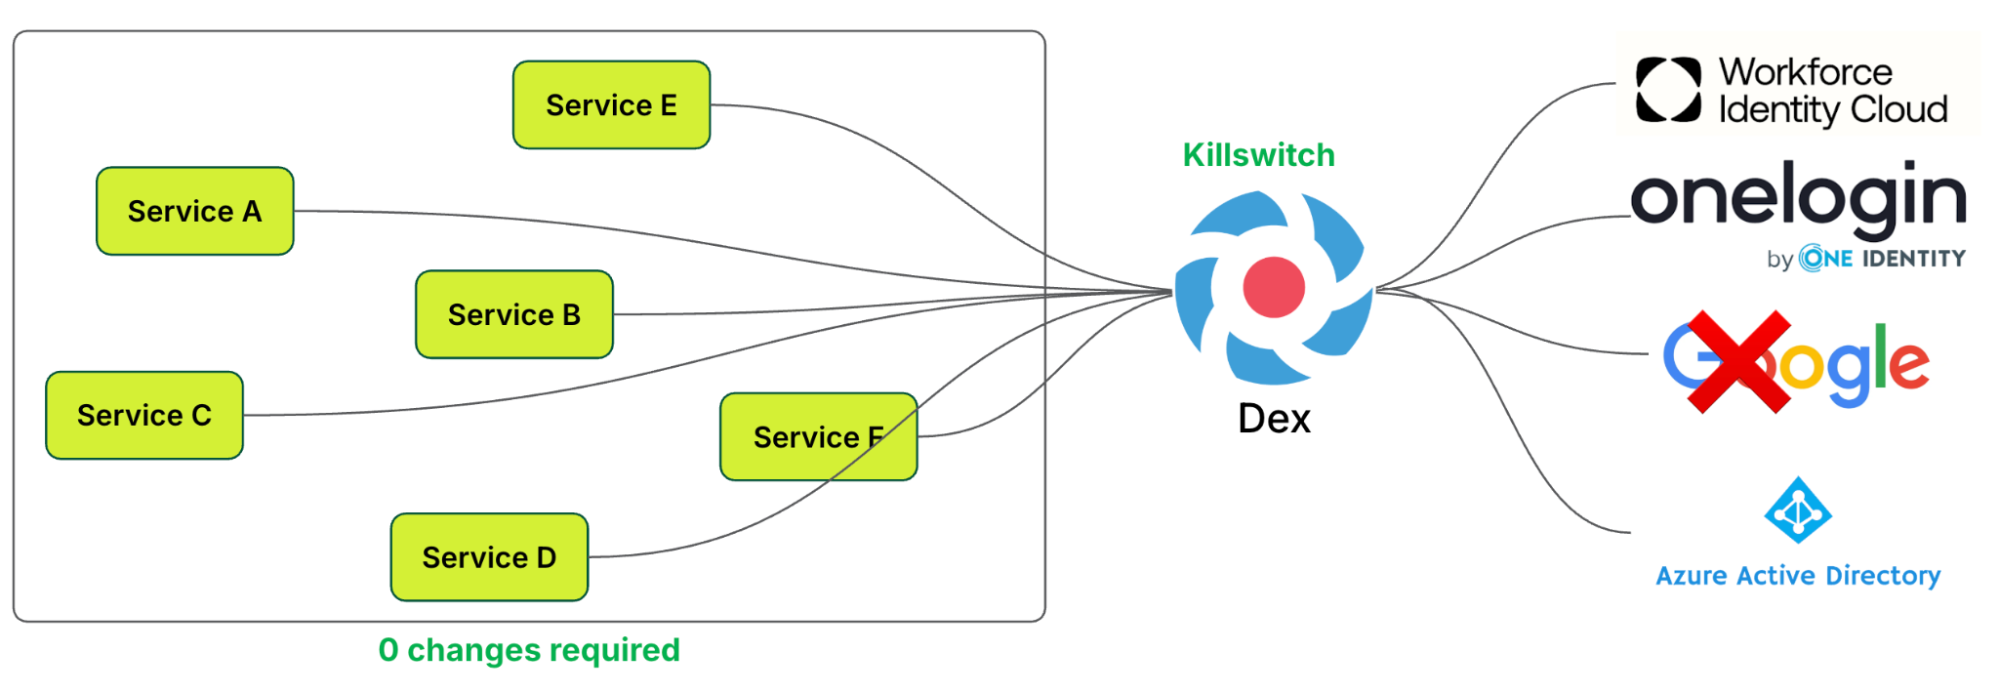 Service E
Service A
Service B
Service C
Service F
Service D
0 changes required
Killswitch
Dex
Workforce
Identity Cloud
onelogin
by ONE IDENTITY
Google
Azure Active Directory